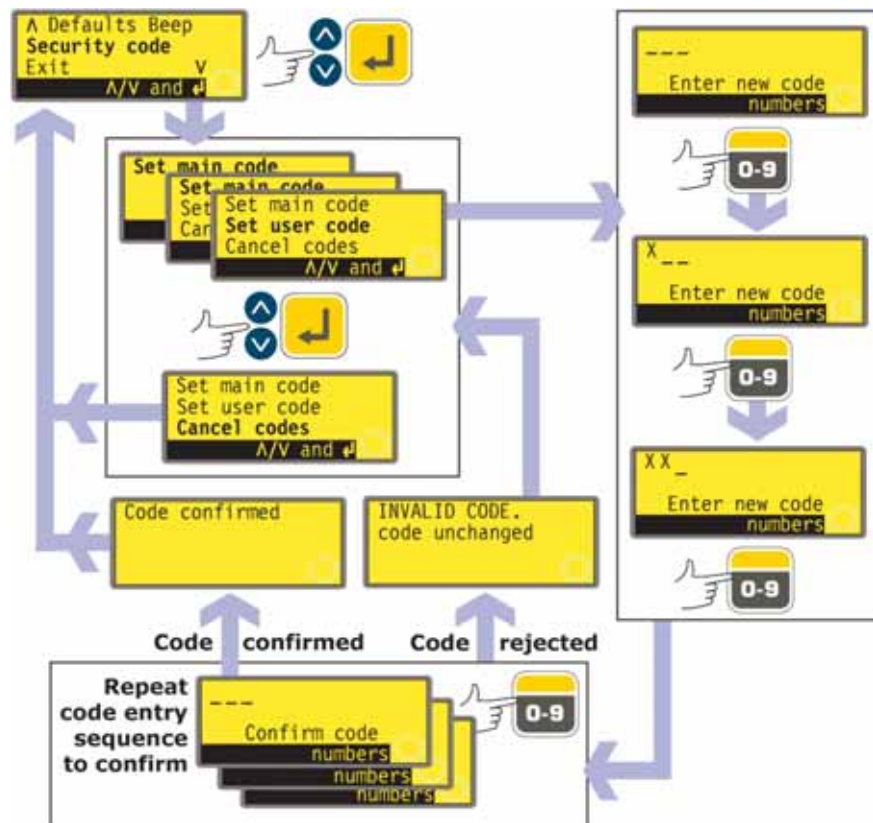 Λ Defaults Beep
Security code
Exit V
Λ/V and ↲
Set main code
Set main code
Set
Can
Set main code
Set user code
Cancel codes
Λ/V and ↲
Set main code
Set user code
Cancel codes
Λ/V and ↲
_ _ _
Enter new code
numbers
0-9
X _ _
Enter new code
numbers
0-9
X X _
Enter new code
numbers
0-9
Code confirmed
INVALID CODE.
code unchanged
Code confirmed
Code rejected
Repeat
code entry
sequence
to confirm
_ _ _
Confirm code
numbers
numbers
numbers
0-9